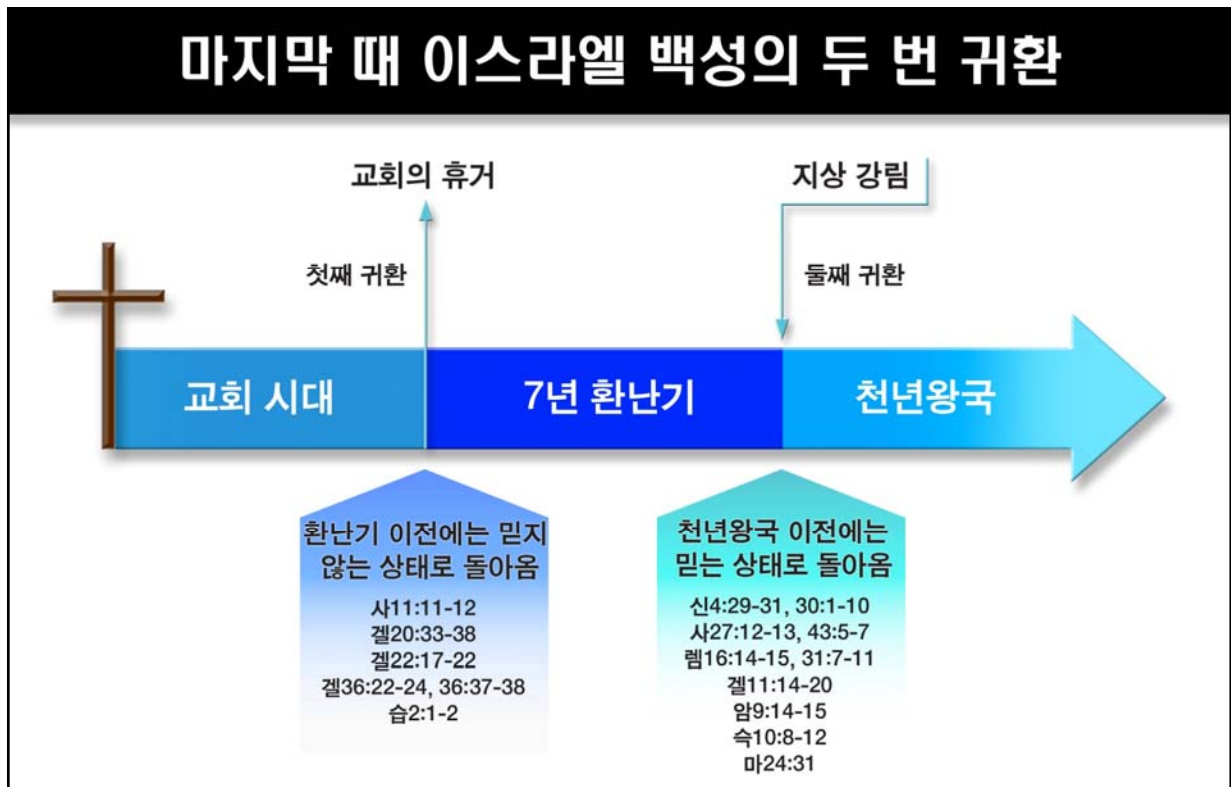 마지막 때 이스라엘 백성의 두 번 귀환
교회의 휴거
지상 강림
첫째 귀환
둘째 귀환
교회 시대
7년 환난기
천년왕국
환난기 이전에는 믿지
않는 상태로 돌아옴
사11:11-12
겔20:33-38
겔22:17-22
겔36:22-24, 36:37-38
습2:1-2
천년왕국 이전에는
믿는 상태로 돌아옴
신4:29-31, 30:1-10
사27:12-13, 43:5-7
렘16:14-15, 31:7-11
겔11:14-20
암9:14-15
슥10:8-12
마24:31